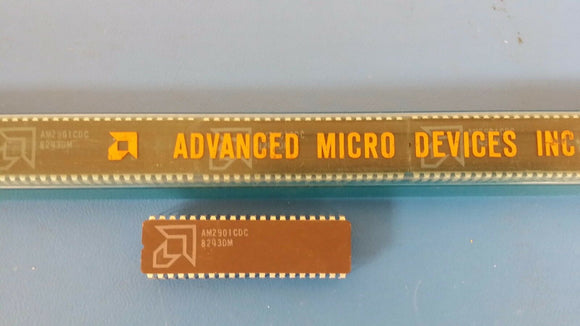 AM2901CDC
8243DM
ADVANCED MICRO DEVICES INC
AM2901CDC
8243DM